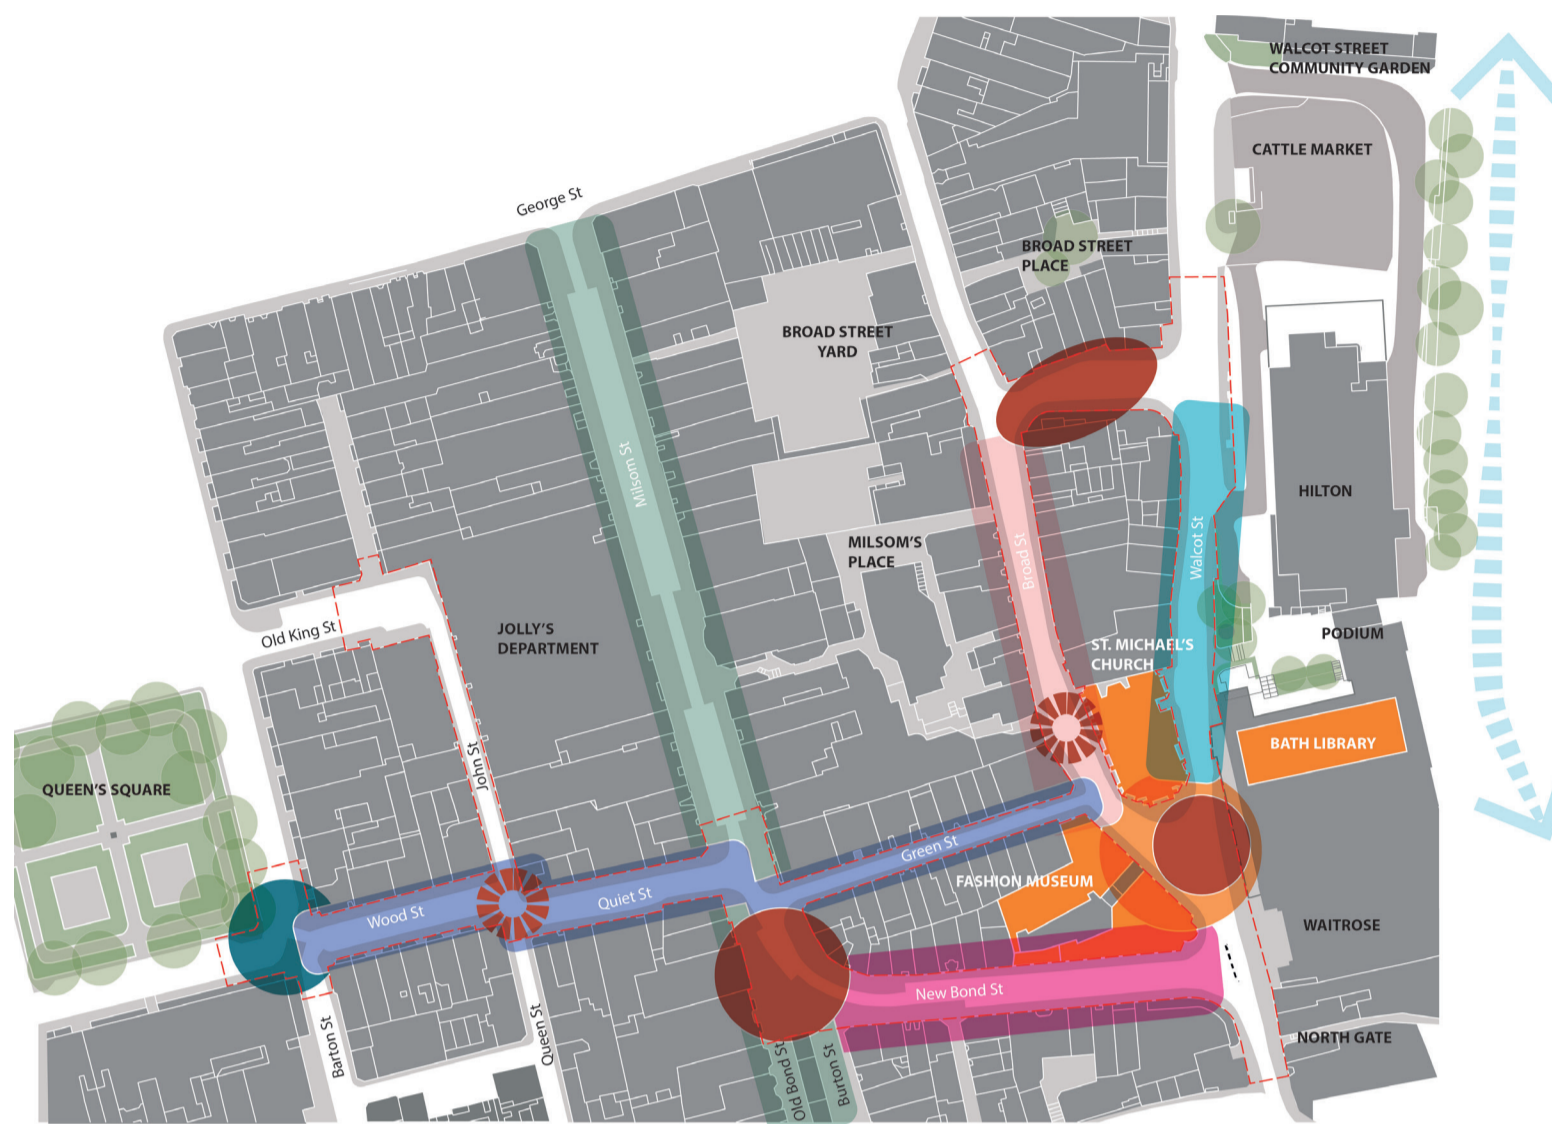 WALCOT STREET
COMMUNITY GARDEN
CATTLE MARKET
George St
BROAD STREET
PLACE
BROAD STREET
YARD
Milsom St
HILTON
MILSOM'S
PLACE
Broad St
Walcot St
Old King St
JOLLY'S
DEPARTMENT
ST. MICHAEL'S
CHURCH
PODIUM
BATH LIBRARY
John St
QUEEN'S SQUARE
Green St
FASHION MUSEUM
Quiet St
Wood St
WAITROSE
New Bond St
NORTH GATE
Barton St
Queen St
Old Bond St
Burton St